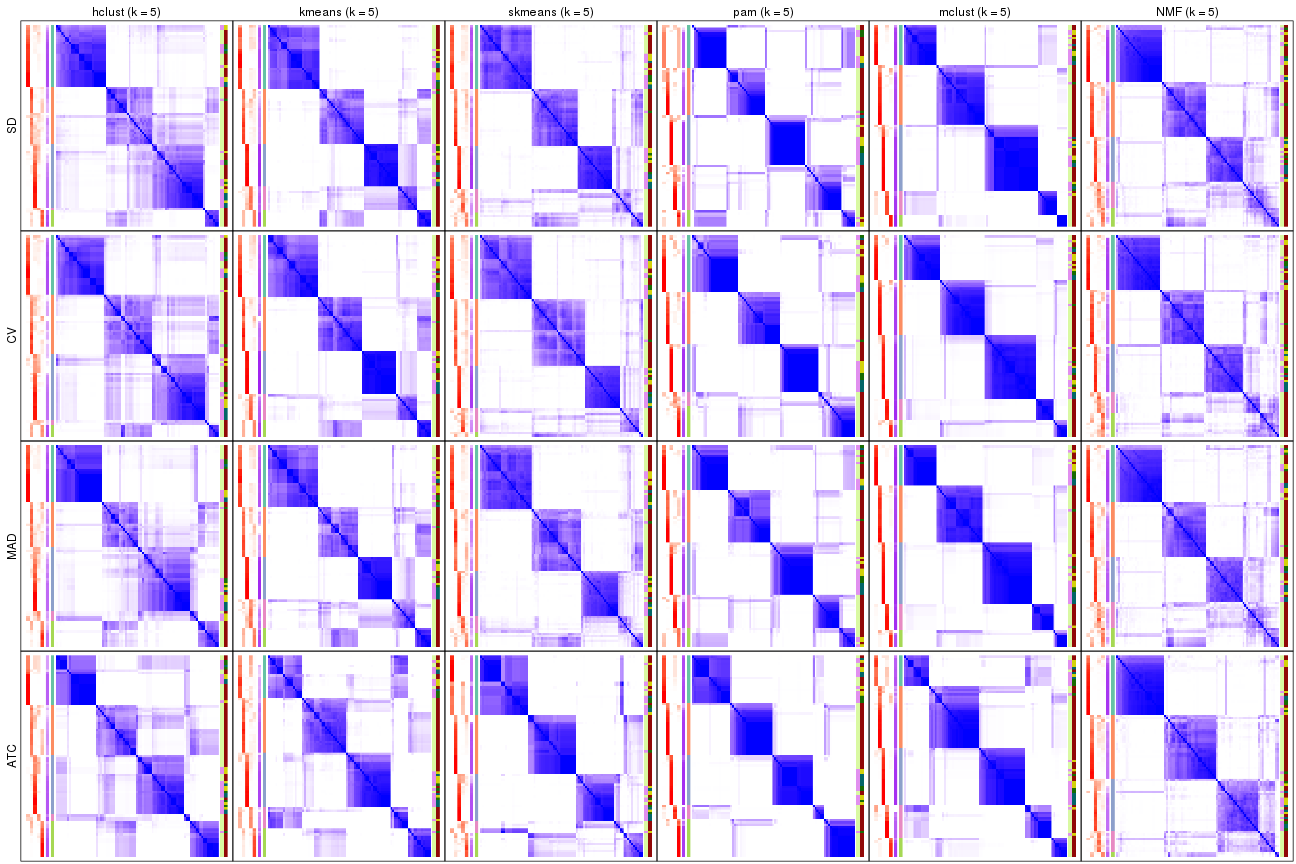 hclust (k = 5) kmeans (k = 5) skmeans (k = 5) pam (k = 5) mclust (k = 5) NMF (k = 5)
SD
CV
MAD
ATC